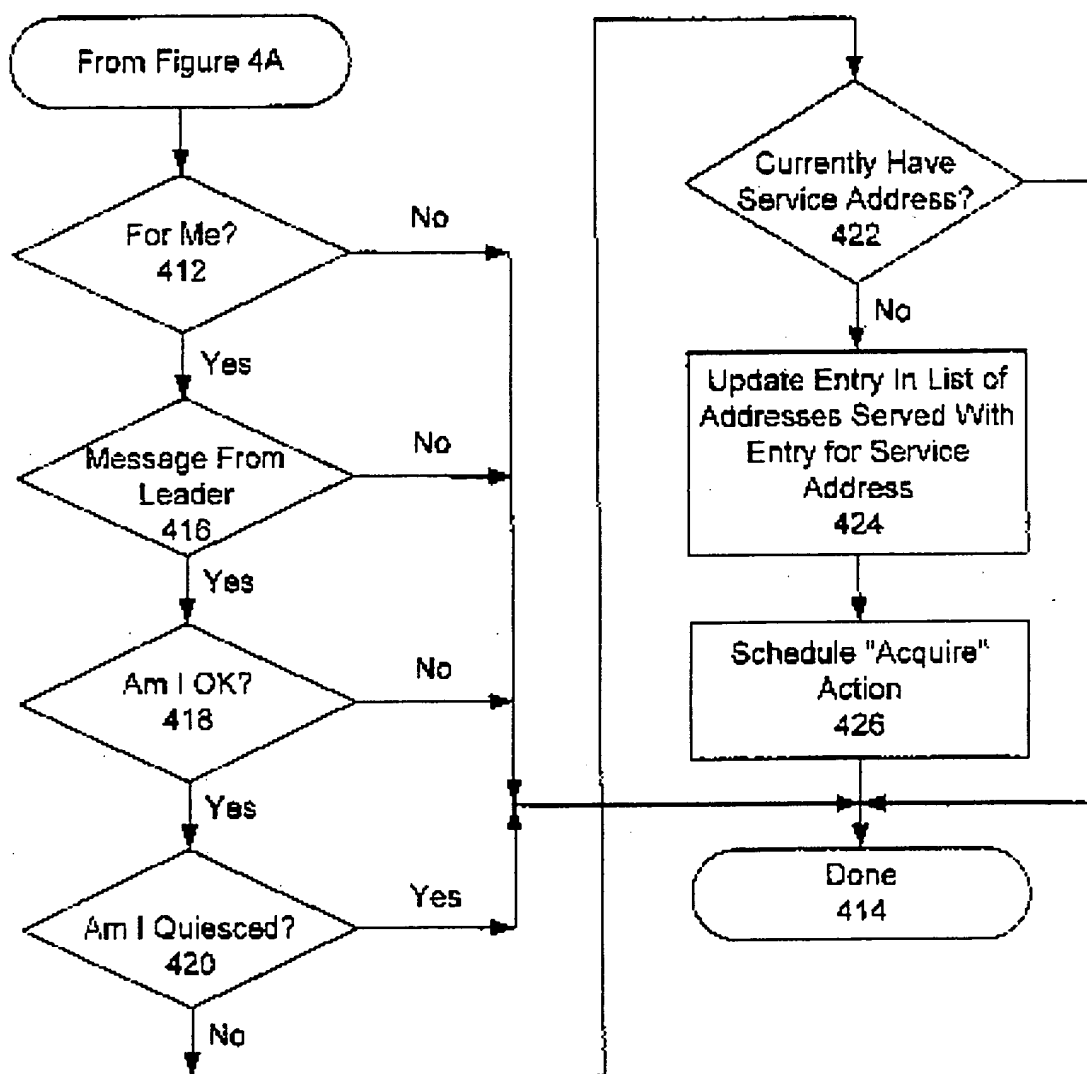 From Figure 4A
For Me?
412
No
Yes
Message From
Leader
416
No
Yes
Am I OK?
418
No
Yes
Am I Quiesced?
420
Yes
No
Currently Have
Service Address?
422
No
Update Entry In List of
Addresses Served With
Entry for Service
Address
424
Schedule "Acquire"
Action
426
Done
414